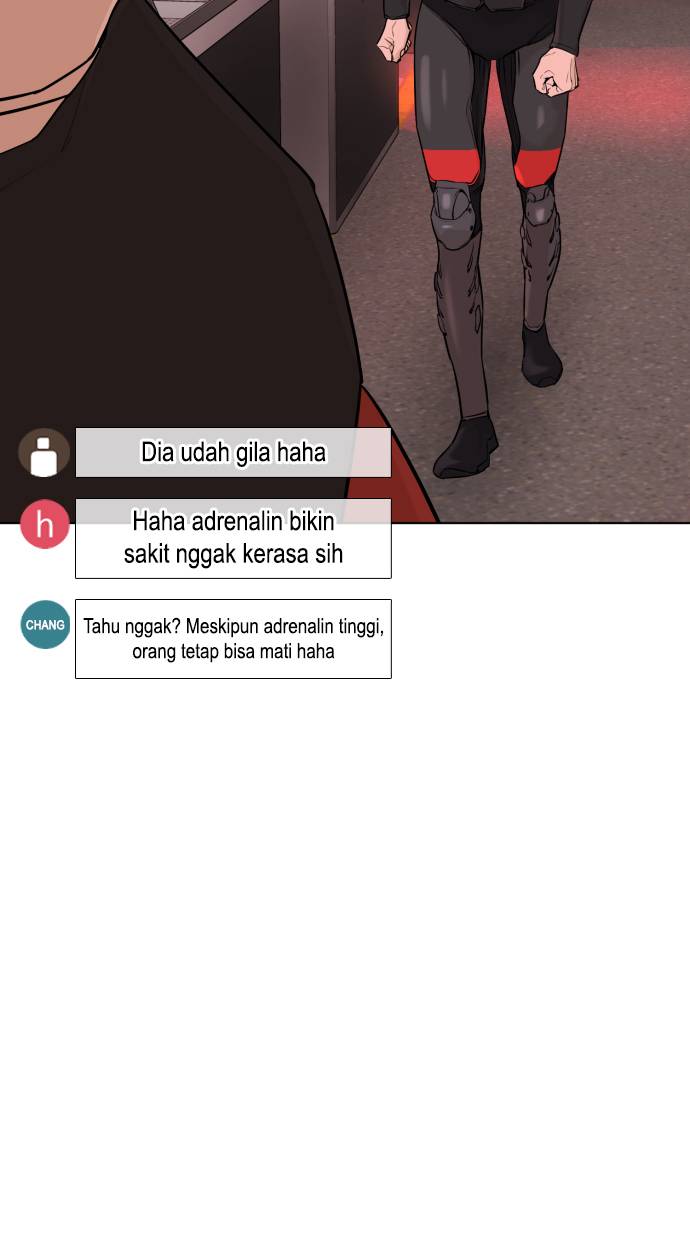 Dia udah gila haha
h
Haha adrenalin bikin
sakit nggak kerasa sih
CHANG
Tahu nggak? Meskipun adrenalin tinggi,
orang tetap bisa mati haha